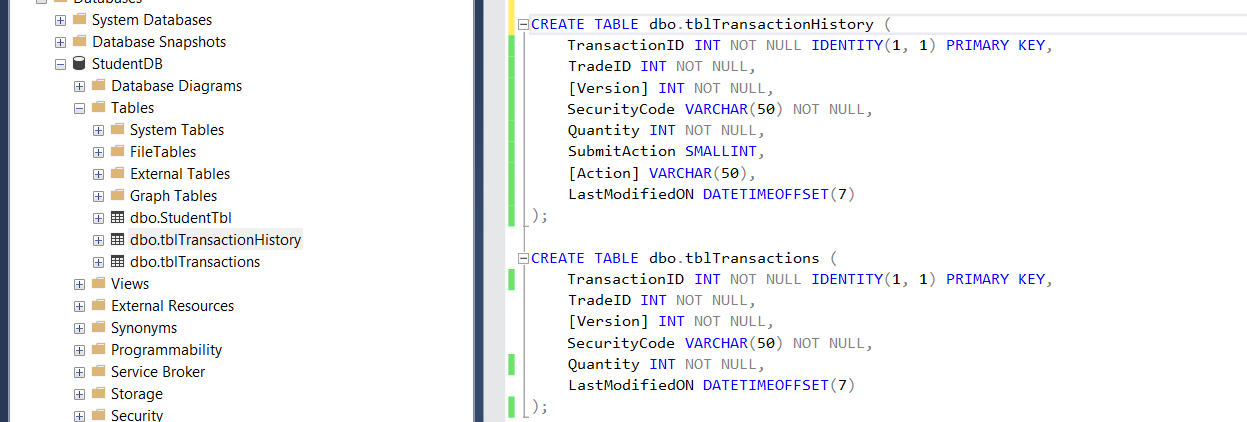 Databases
System Databases
Database Snapshots
StudentDB
Database Diagrams
Tables
System Tables
FileTables
External Tables
Graph Tables
dbo.StudentTbl
dbo.tblTransactionHistory
dbo.tblTransactions
Views
External Resources
Synonyms
Programmability
Service Broker
Storage
Security
CREATE TABLE dbo.tblTransactionHistory (
TransactionID INT NOT NULL IDENTITY(1, 1) PRIMARY KEY,
TradeID INT NOT NULL,
[Version] INT NOT NULL,
SecurityCode VARCHAR(50) NOT NULL,
Quantity INT NOT NULL,
SubmitAction SMALLINT,
[Action] VARCHAR(50),
LastModifiedON DATETIMEOFFSET(7)
);
CREATE TABLE dbo.tblTransactions (
TransactionID INT NOT NULL IDENTITY(1, 1) PRIMARY KEY,
TradeID INT NOT NULL,
[Version] INT NOT NULL,
SecurityCode VARCHAR(50) NOT NULL,
Quantity INT NOT NULL,
LastModifiedON DATETIMEOFFSET(7)
);